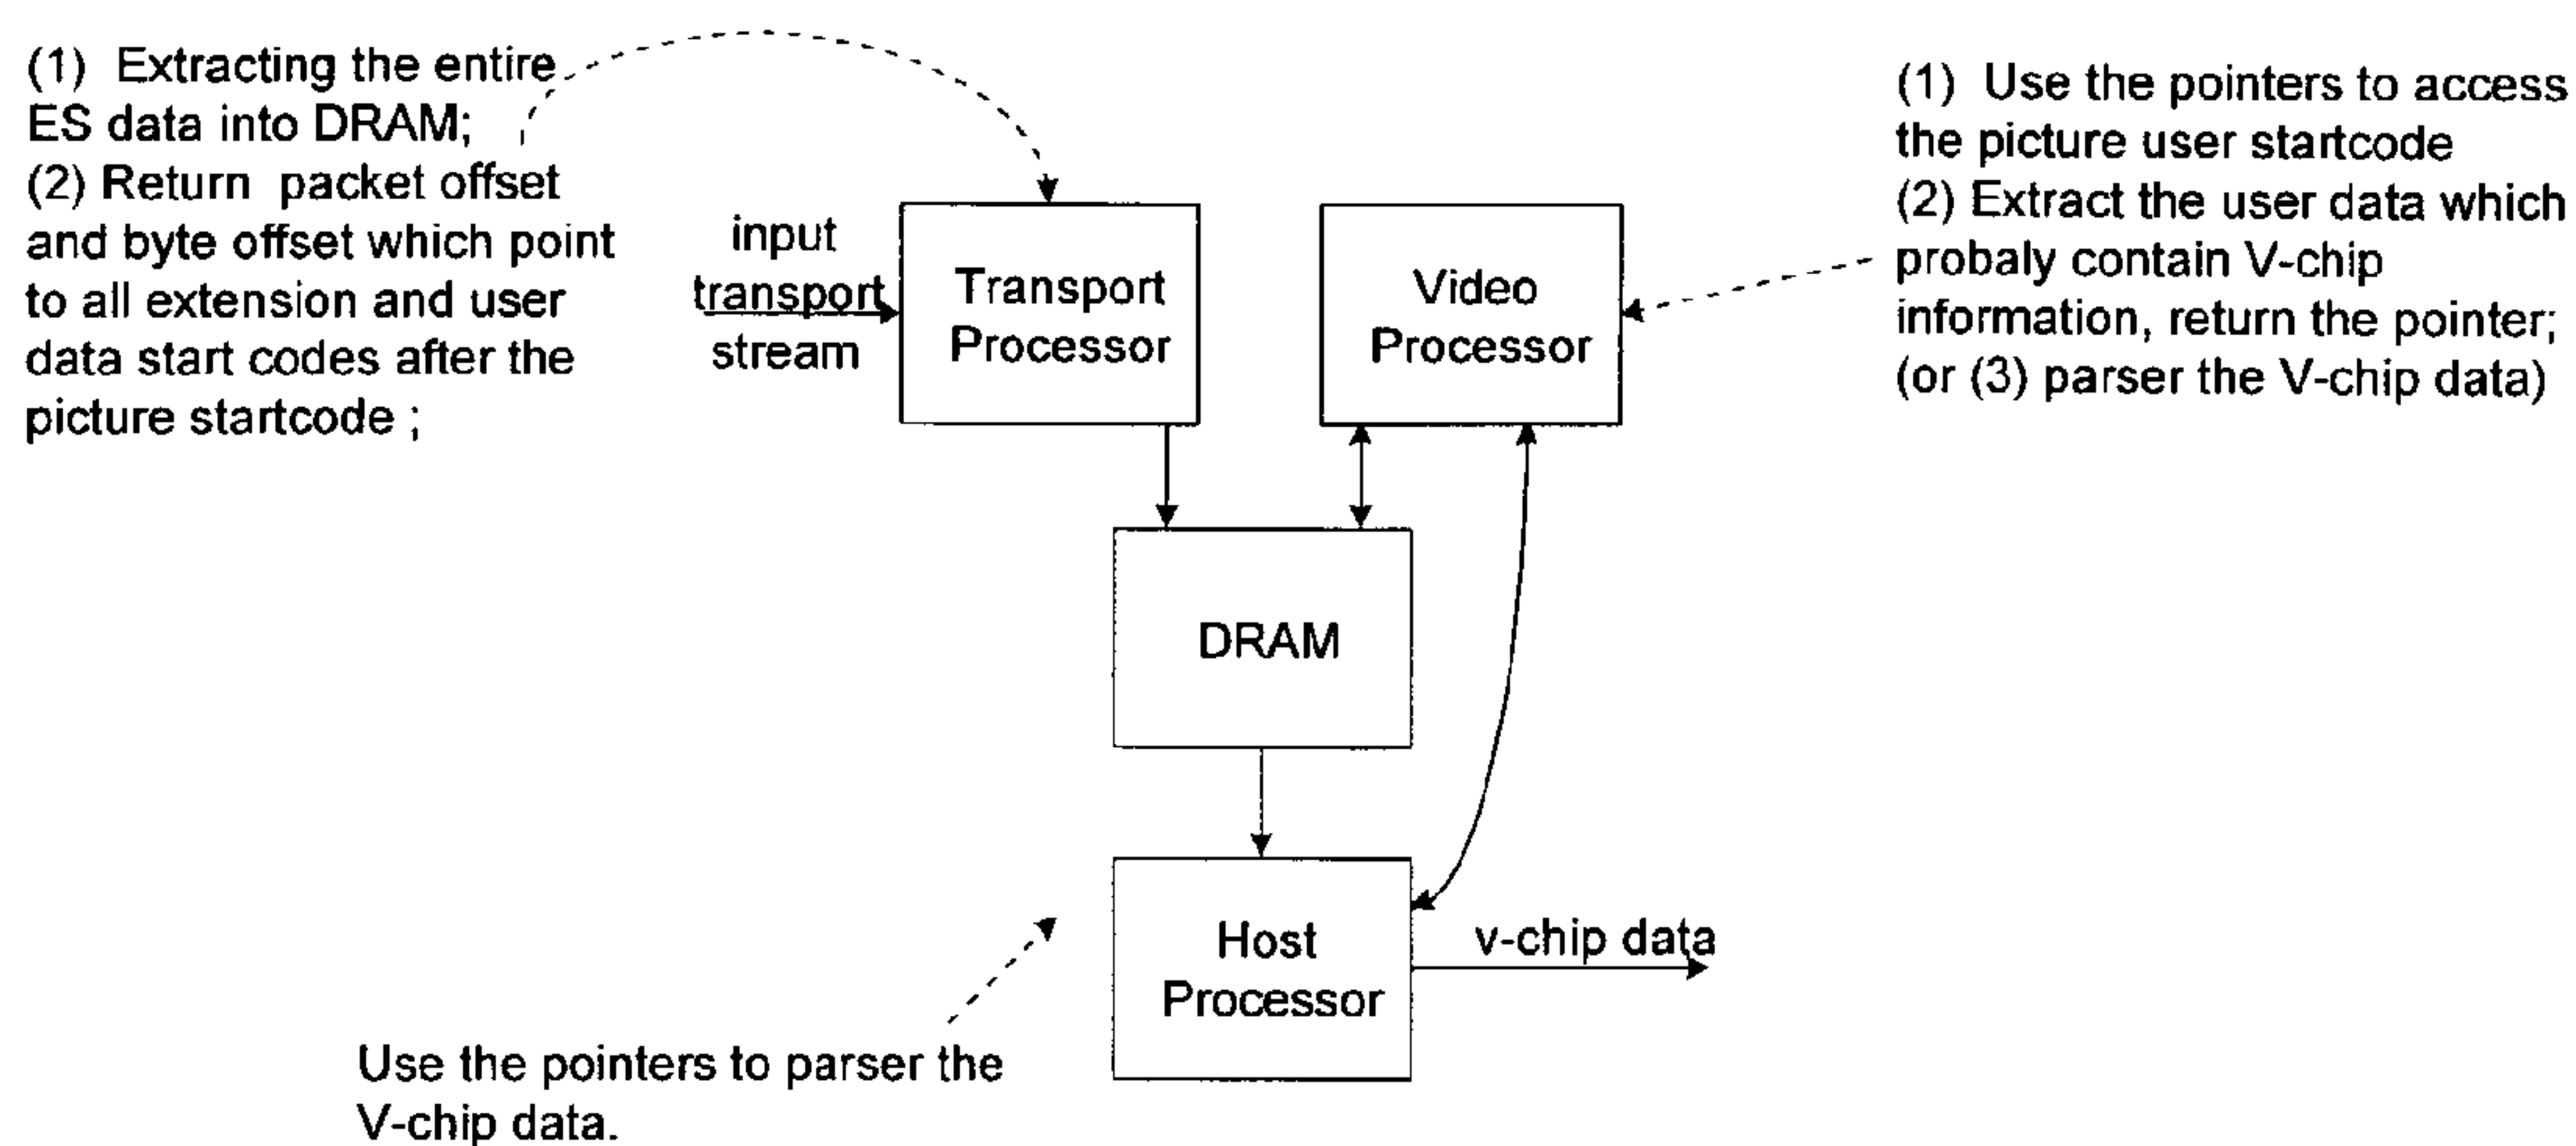 (1) Extracting the entire
ES data into DRAM;
(2) Return packet offset
and byte offset which point
to all extension and user
data start codes after the
picture startcode ;
input
transport
stream
Transport
Processor
Video
Processor
(1) Use the pointers to access
the picture user startcode
(2) Extract the user data which
probaly contain V-chip
information, return the pointer;
(or (3) parser the V-chip data)
DRAM
Host
Processor
v-chip data
Use the pointers to parser the
V-chip data.